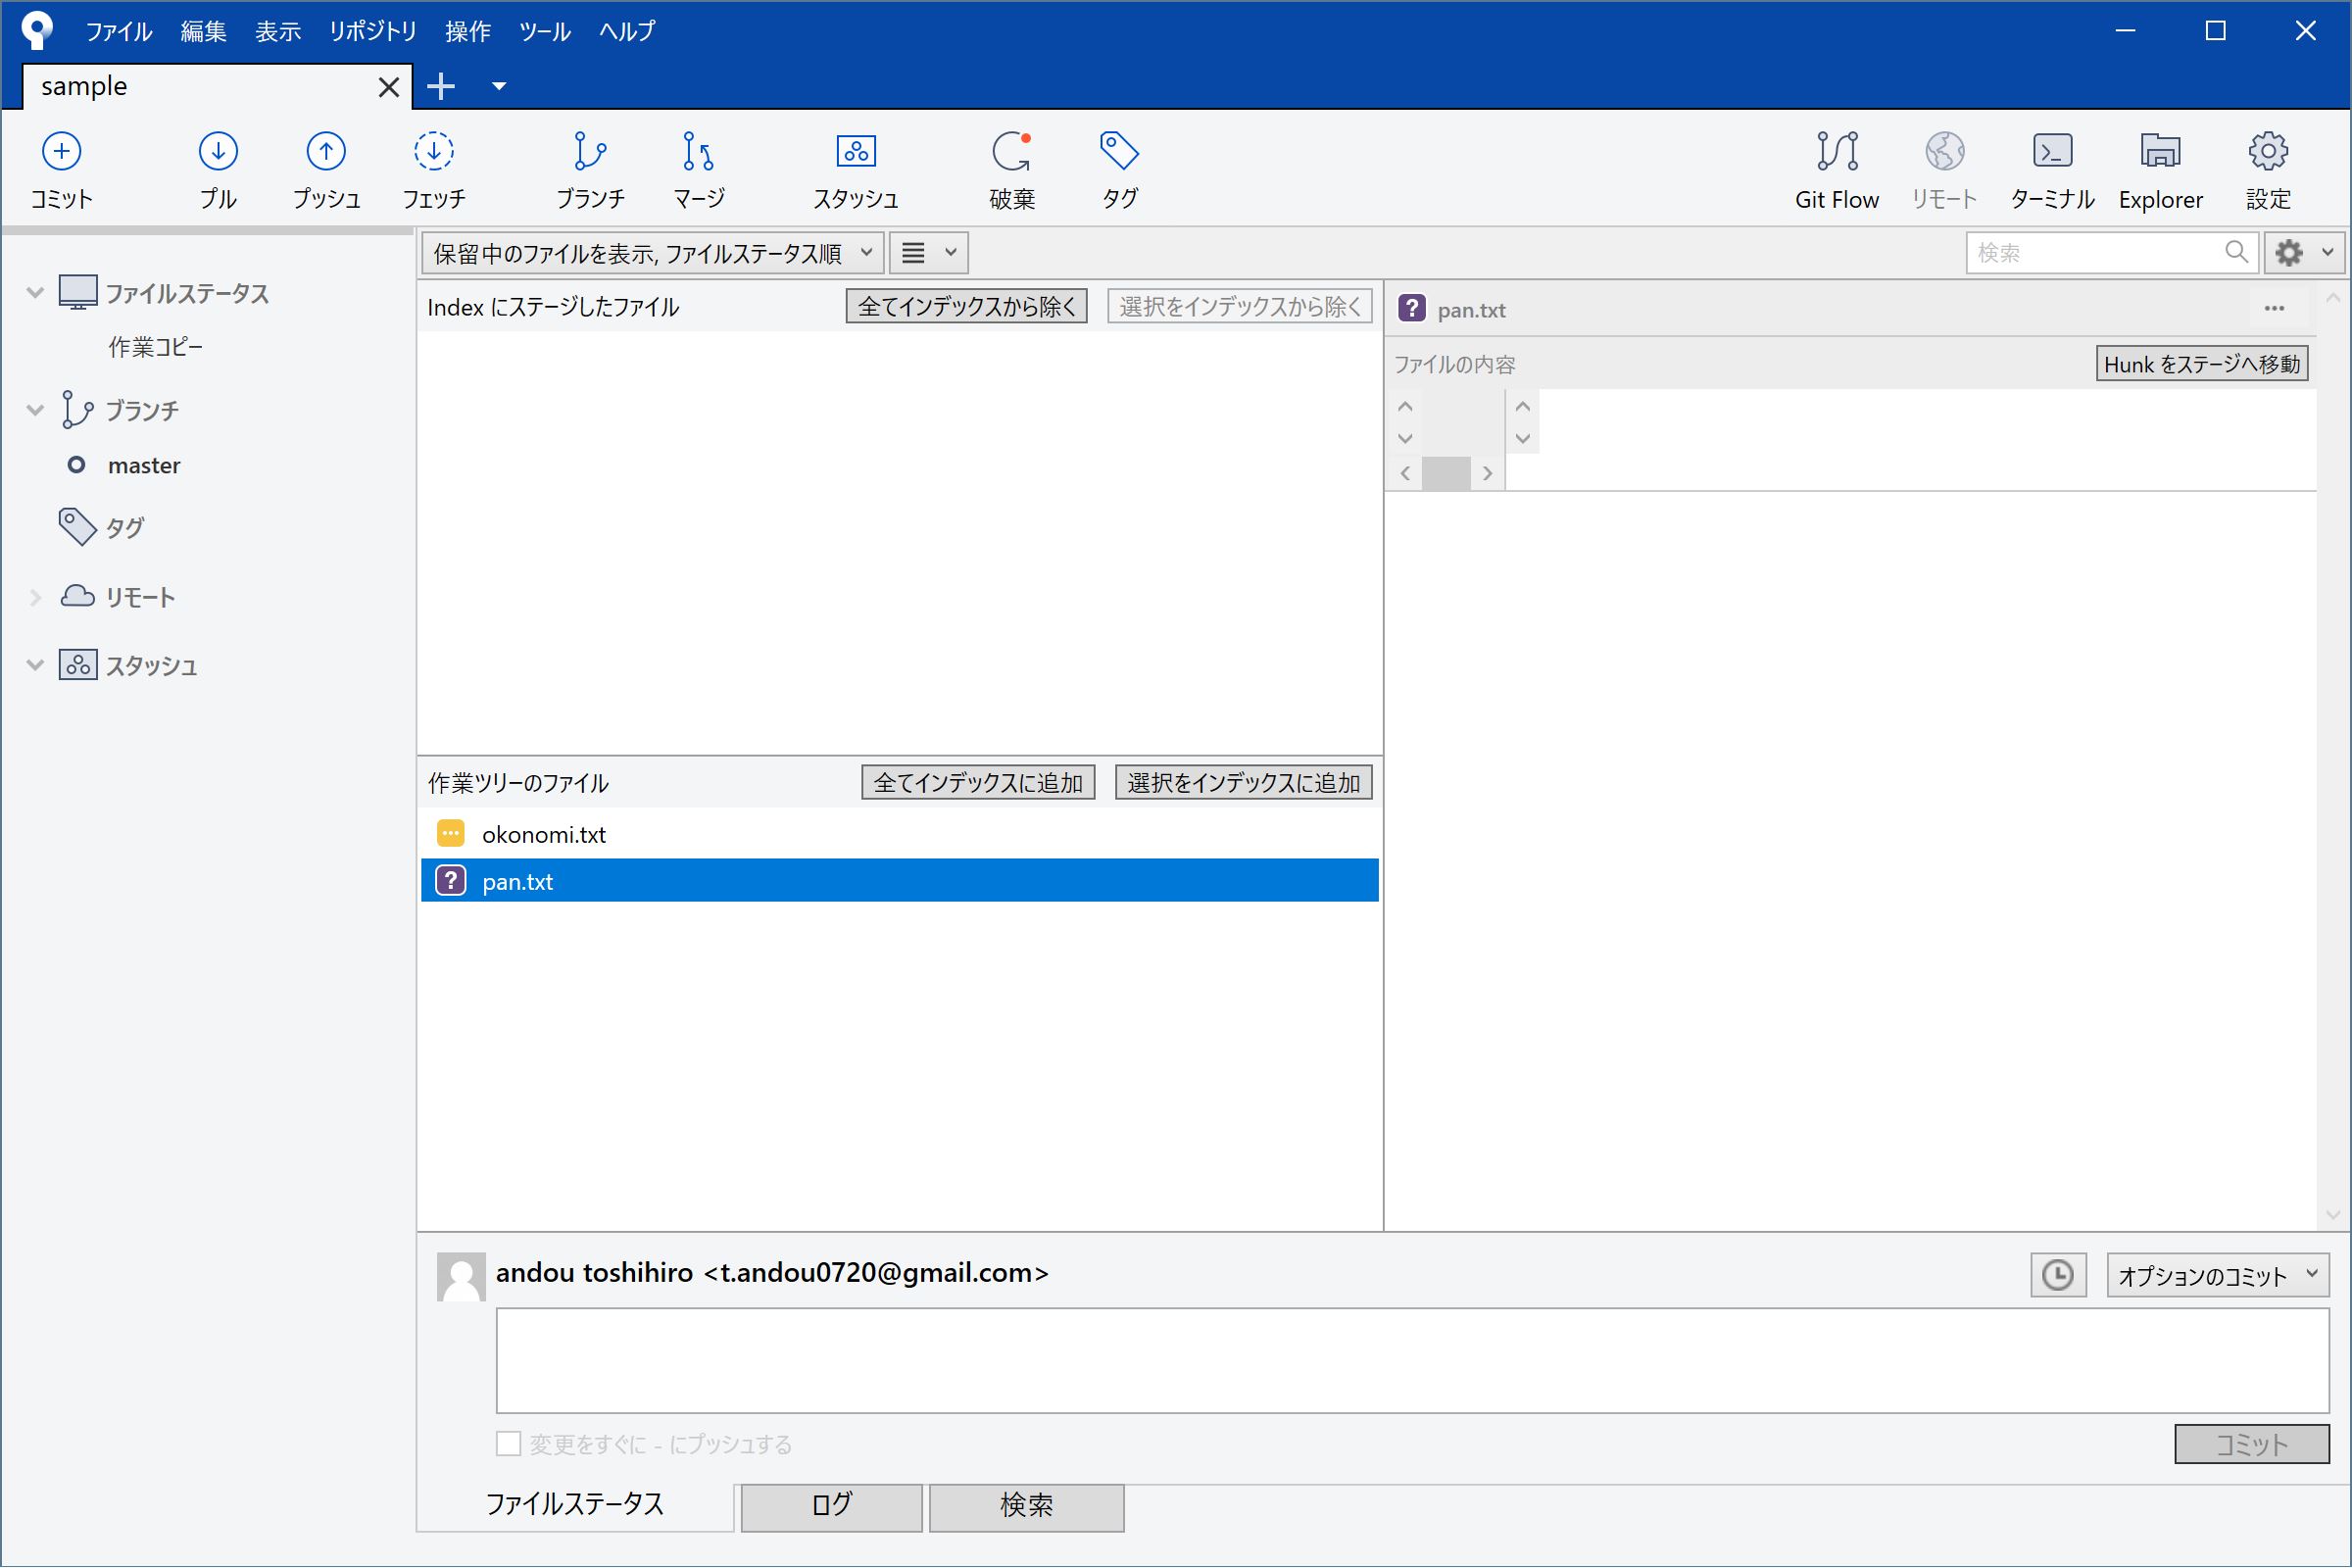 ファイル 編集 表示 リポジトリ 操作 ツール ヘルプ
sample
コミット プル プッシュ フェッチ ブランチ マージ スタッシュ 破棄 タグ Git Flow リモート ターミナル Explorer 設定
保留中のファイルを表示, ファイルステータス順 検索
ファイルステータス
作業コピー
ブランチ
master
タグ
リモート
スタッシュ
Index にステージしたファイル 全てインデックスから除く 選択をインデックスから除く
作業ツリーのファイル 全てインデックスに追加 選択をインデックスに追加
okonomi.txt
? pan.txt
? pan.txt ...
ファイルの内容 Hunk をステージへ移動
andou toshihiro <t.andou0720@gmail.com> オプションのコミット
変更をすぐに - にプッシュする コミット
ファイルステータス ログ 検索